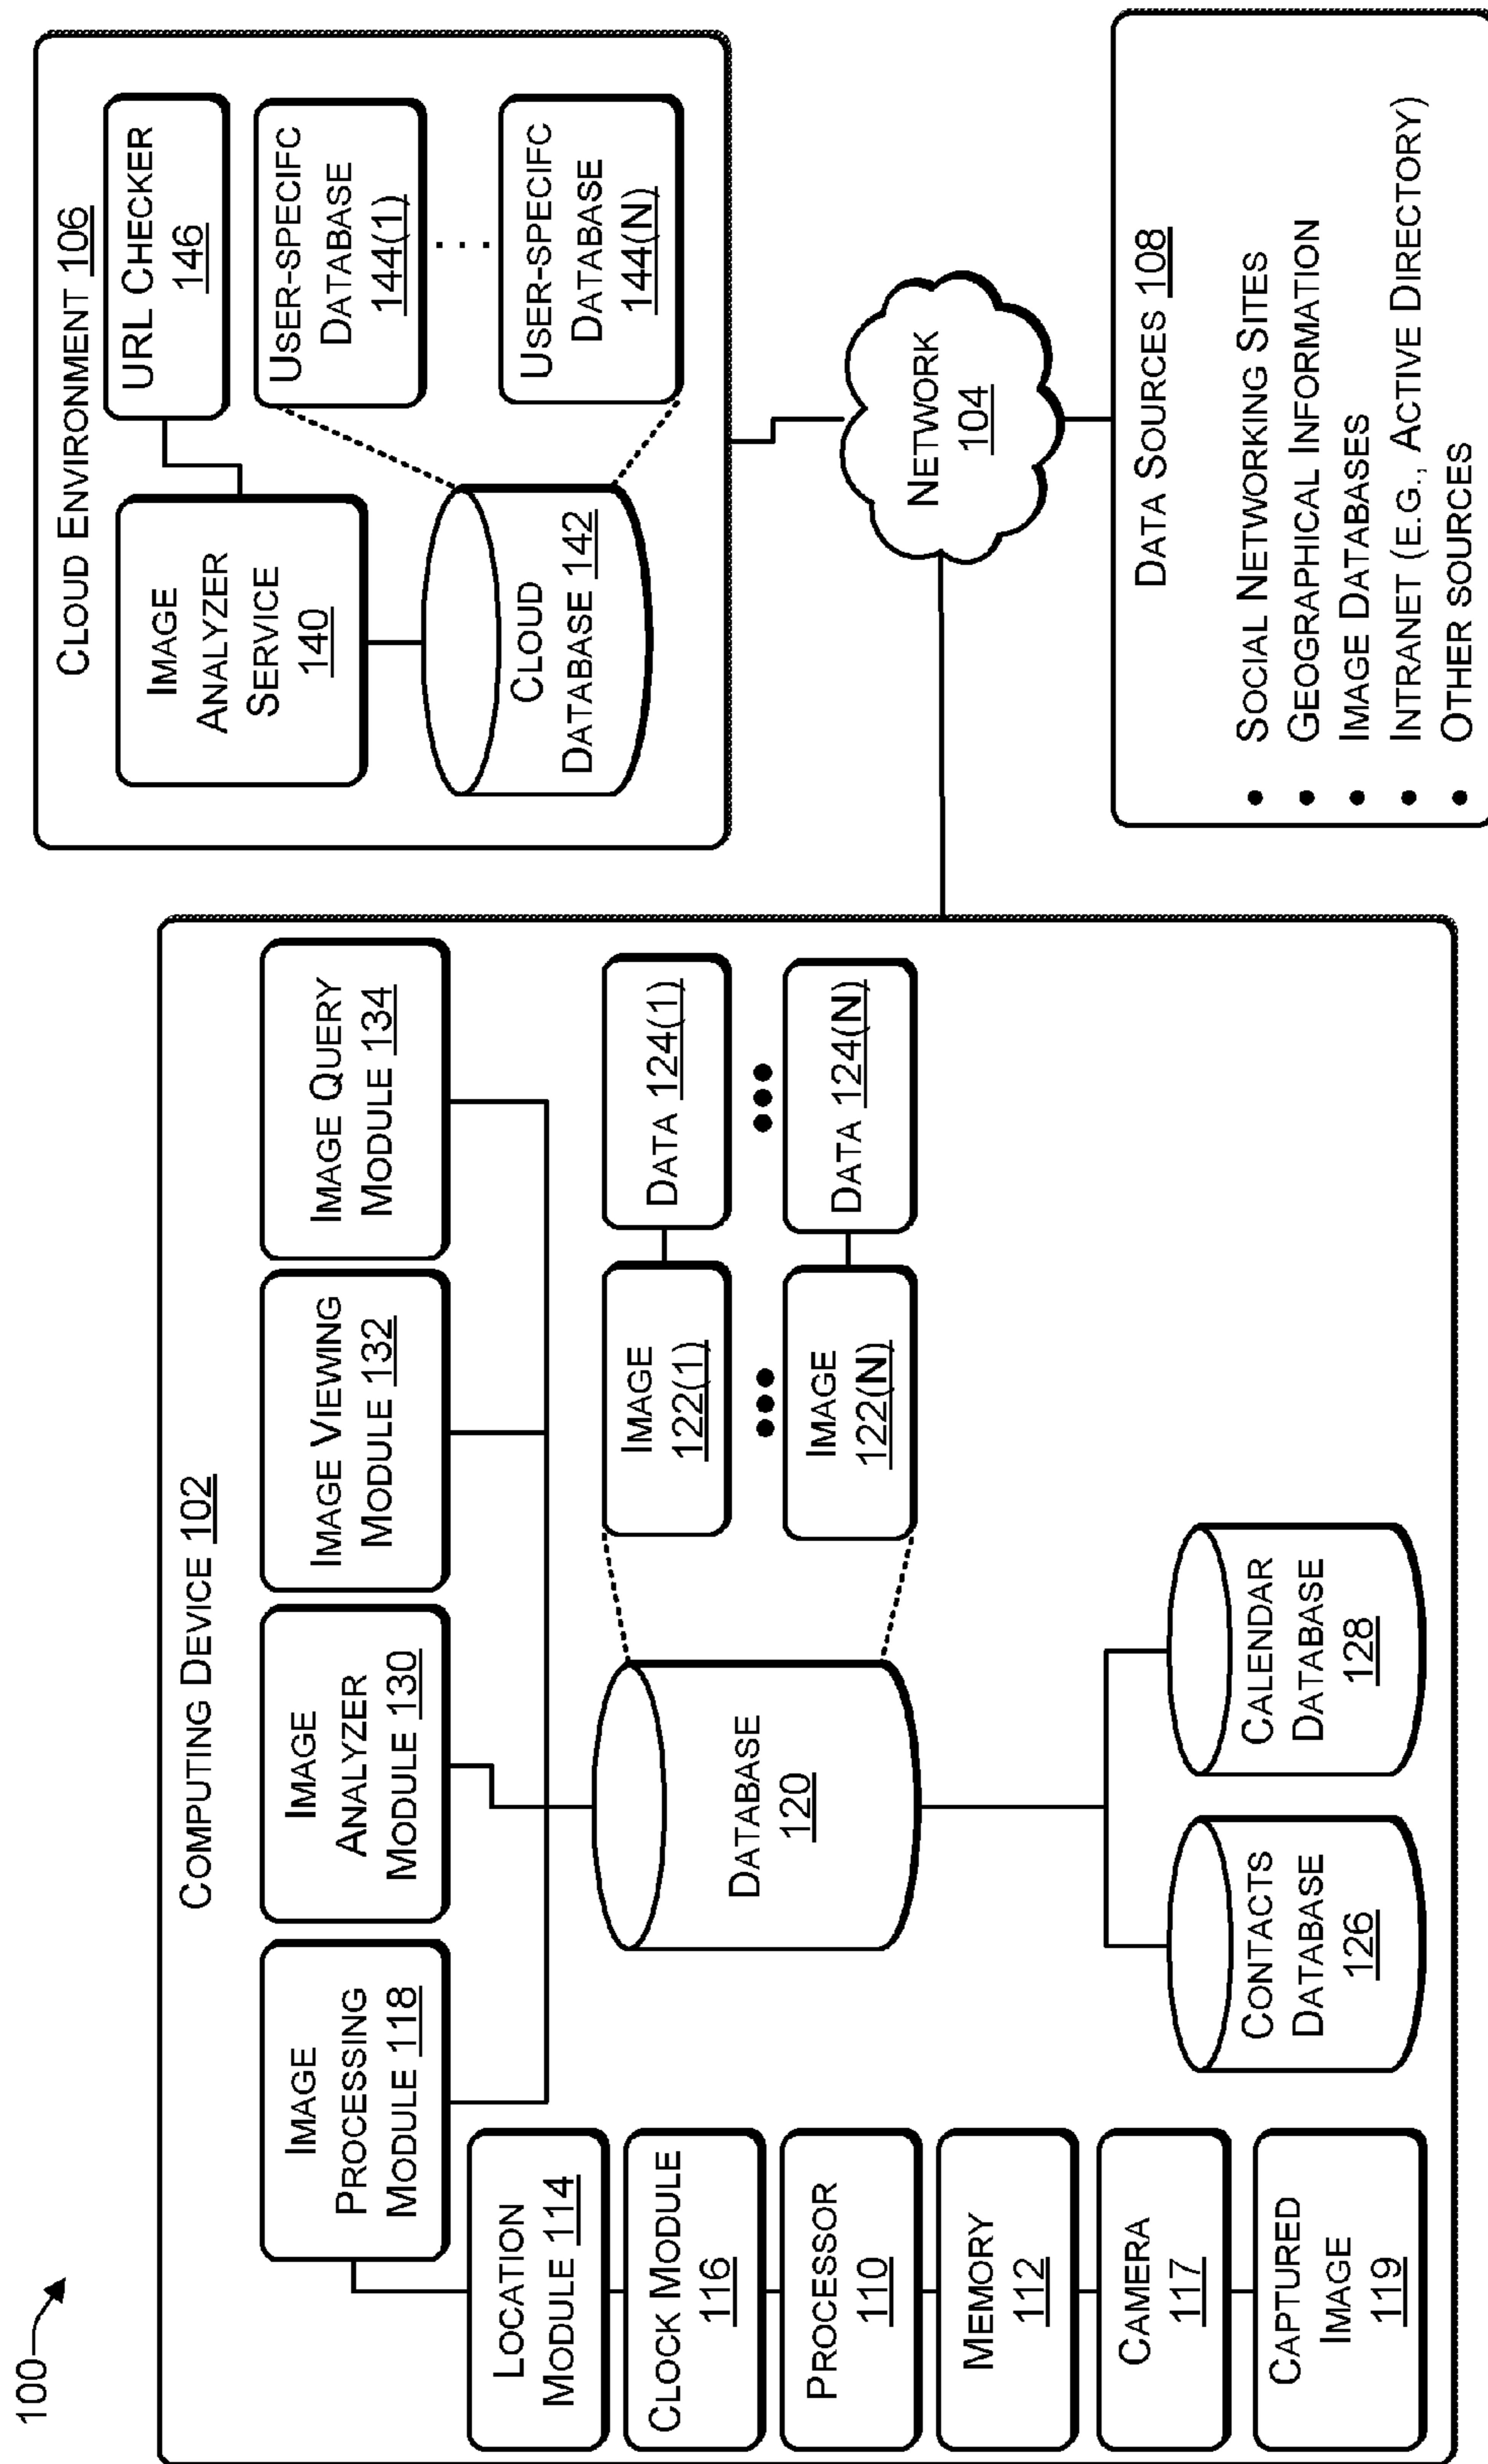 100
COMPUTING DEVICE 102
IMAGE
PROCESSING
MODULE 118
IMAGE
ANALYZER
MODULE 130
IMAGE VIEWING
MODULE 132
IMAGE QUERY
MODULE 134
LOCATION
MODULE 114
CLOCK MODULE
116
PROCESSOR
110
MEMORY
112
CAMERA
117
CAPTURED
IMAGE
119
DATABASE
120
IMAGE
122(1)
DATA 124(1)
•••
•••
IMAGE
122(N)
DATA 124(N)
CONTACTS
DATABASE
126
CALENDAR
DATABASE
128
CLOUD ENVIRONMENT 106
IMAGE
ANALYZER
SERVICE
140
URL CHECKER
146
CLOUD
DATABASE 142
USER-SPECIFC
DATABASE
144(1)
...
USER-SPECIFC
DATABASE
144(N)
NETWORK
104
DATA SOURCES 108
• SOCIAL NETWORKING SITES
• GEOGRAPHICAL INFORMATION
• IMAGE DATABASES
• INTRANET (E.G., ACTIVE DIRECTORY)
• OTHER SOURCES